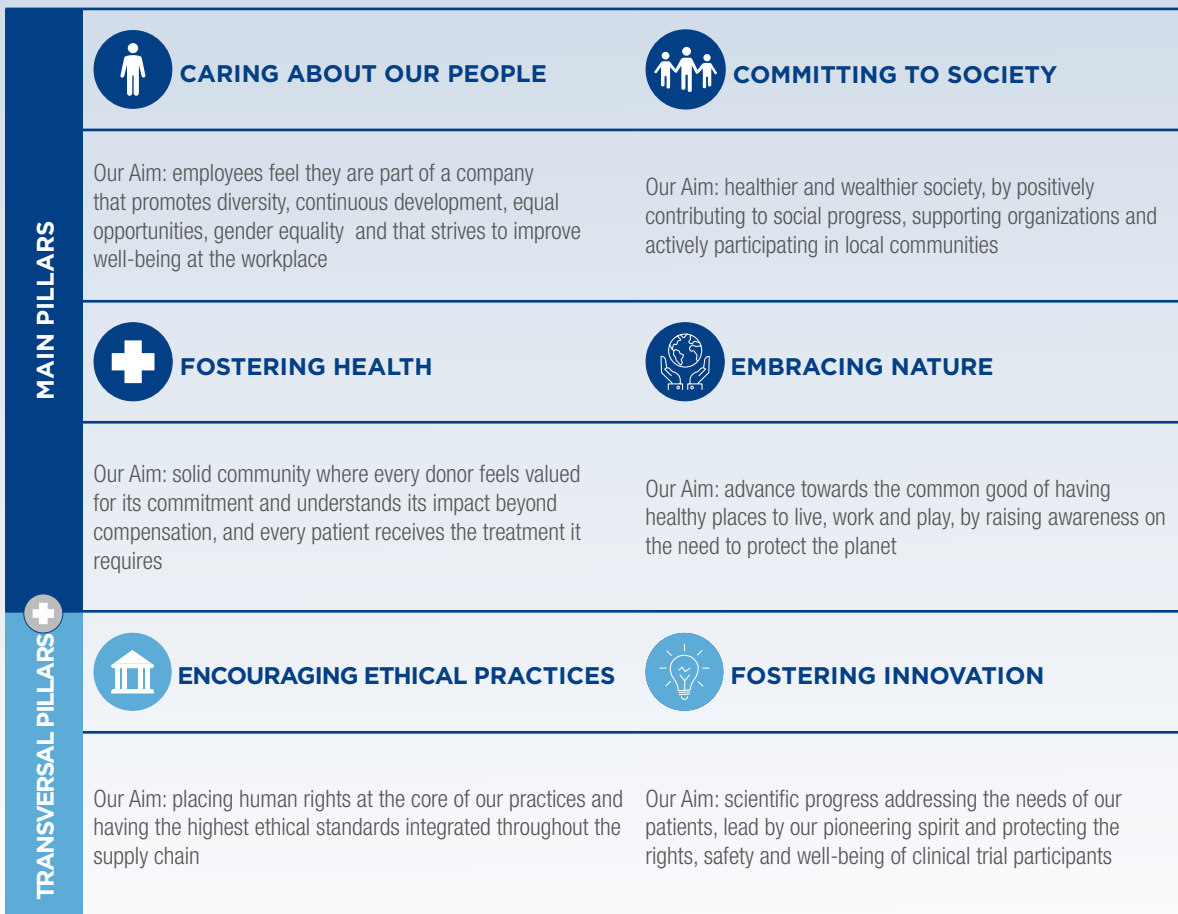 MAIN PILLARS
CARING ABOUT OUR PEOPLE
Our Aim: employees feel they are part of a company
that promotes diversity, continuous development, equal
opportunities, gender equality  and that strives to improve
well-being at the workplace
COMMITTING TO SOCIETY
Our Aim: healthier and wealthier society, by positively
contributing to social progress, supporting organizations and
actively participating in local communities
FOSTERING HEALTH
Our Aim: solid community where every donor feels valued
for its commitment and understands its impact beyond
compensation, and every patient receives the treatment it
requires
EMBRACING NATURE
Our Aim: advance towards the common good of having
healthy places to live, work and play, by raising awareness on
the need to protect the planet
TRANSVERSAL PILLARS
ENCOURAGING ETHICAL PRACTICES
Our Aim: placing human rights at the core of our practices and
having the highest ethical standards integrated throughout the
supply chain
FOSTERING INNOVATION
Our Aim: scientific progress addressing the needs of our
patients, lead by our pioneering spirit and protecting the
rights, safety and well-being of clinical trial participants